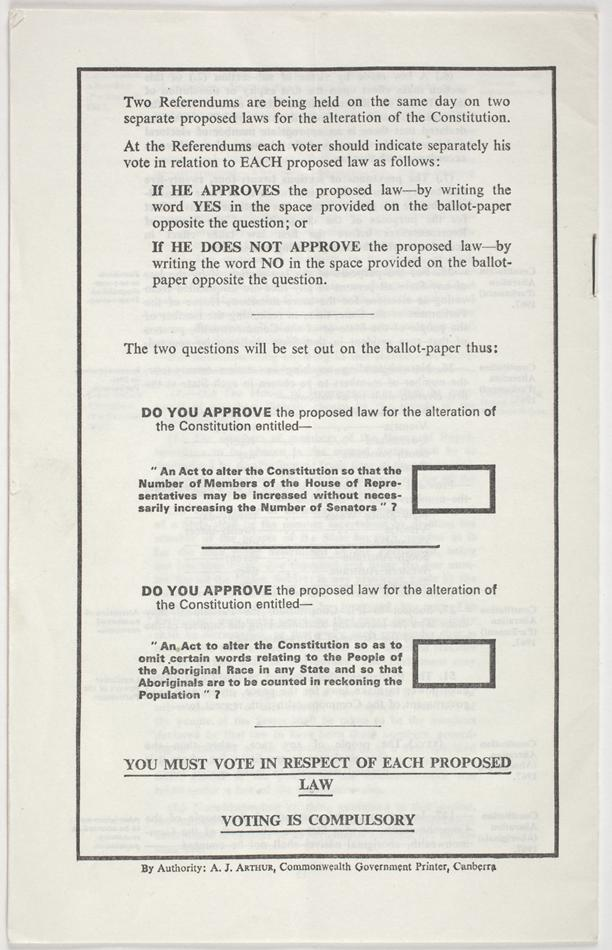 Two Referendums are being held on the same day on two
separate proposed laws for the alteration of the Constitution.
At the Referendums each voter should indicate separately his
vote in relation to EACH proposed law as follows:
If HE APPROVES the proposed law—by writing the
word YES in the space provided on the ballot-paper
opposite the question; or
If HE DOES NOT APPROVE the proposed law—by
writing the word NO in the space provided on the ballot-
paper opposite the question.
The two questions will be set out on the ballot-paper thus:
DO YOU APPROVE the proposed law for the alteration of
the Constitution entitled—
" An Act to alter the Constitution so that the
Number of Members of the House of Repre-
sentatives may be increased without neces-
sarily increasing the Number of Senators " ?
DO YOU APPROVE the proposed law for the alteration of
the Constitution entitled—
" An Act to alter the Constitution so as to
omit certain words relating to the People of
the Aboriginal Race in any State and so that
Aboriginals are to be counted in reckoning the
Population " ?
YOU MUST VOTE IN RESPECT OF EACH PROPOSED
LAW
VOTING IS COMPULSORY
By Authority: A. J. ARTHUR, Commonwealth Government Printer, Canberra